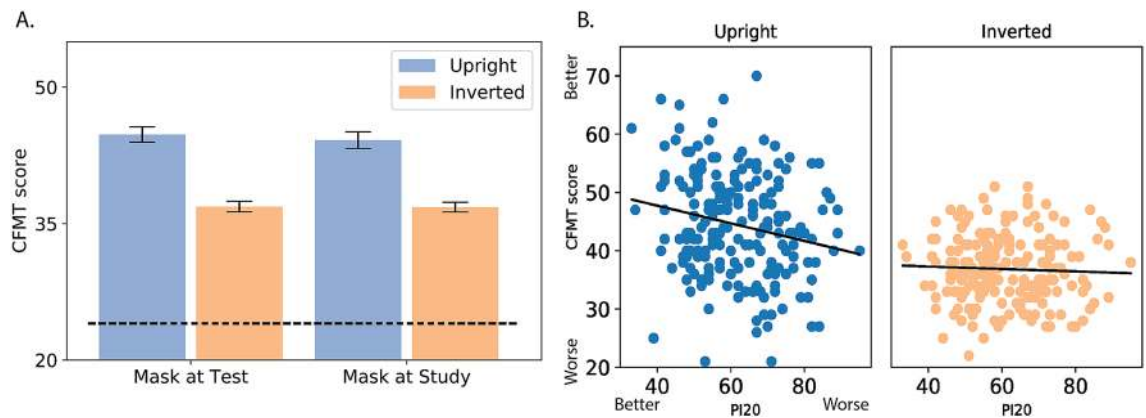 A.
50
35
20
CFMT score
Upright
Inverted
Mask at Test
Mask at Study
B.
Upright
Inverted
Better
Worse
CFMT score
70
60
50
40
30
20
40
60
80
40
60
80
Better
PI20
Worse
PI20